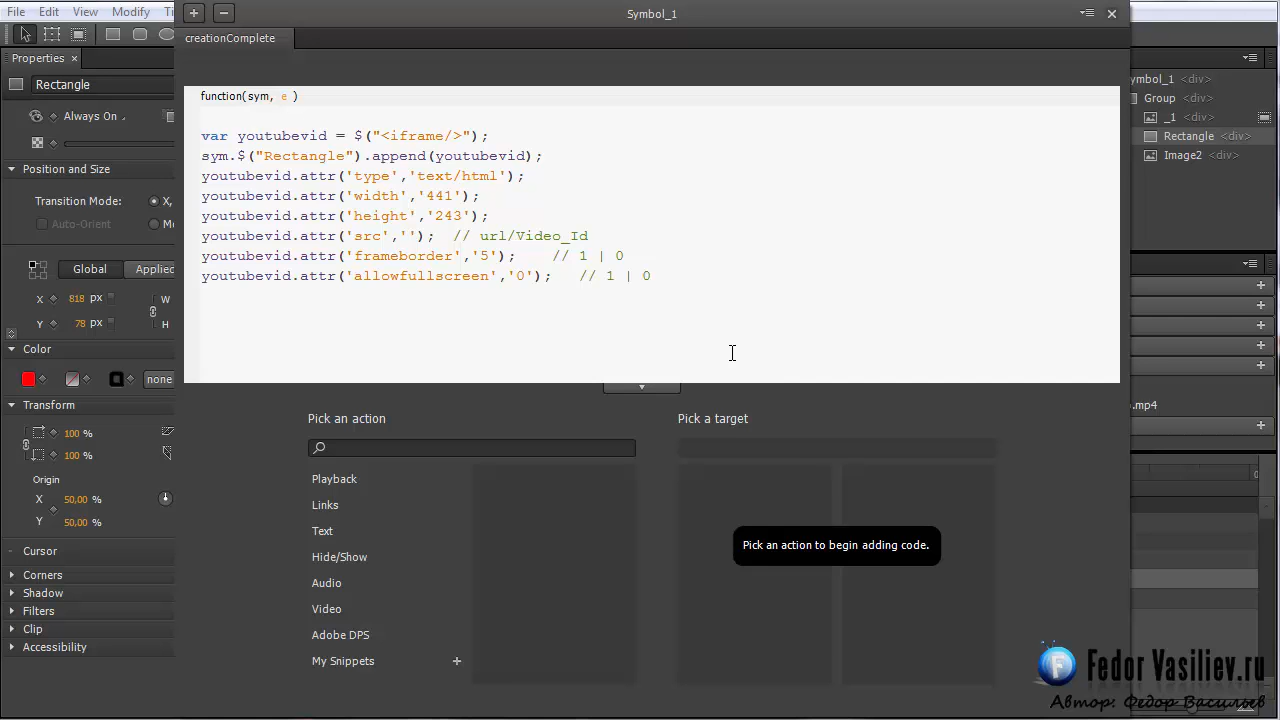 File Edit View Modify
Symbol_1
creationComplete
Properties ×
Rectangle
Always On
Position and Size
Transition Mode: X,
Auto-Orient
Global Applied
X 818 px W
Y 78 px H
Color
none
Transform
100 %
100 %
Origin
X 50,00 %
Y 50,00 %
Cursor
Corners
Shadow
Filters
Clip
Accessibility
function(sym, e )
var youtubevid = $("<iframe/>");
sym.$("Rectangle").append(youtubevid);
youtubevid.attr('type','text/html');
youtubevid.attr('width','441');
youtubevid.attr('height','243');
youtubevid.attr('src',''); // url/Video_Id
youtubevid.attr('frameborder','5'); // 1 | 0
youtubevid.attr('allowfullscreen','0'); // 1 | 0
Pick an action
Pick a target
Playback
Links
Text
Hide/Show
Audio
Video
Adobe DPS
My Snippets +
Pick an action to begin adding code.
ymbol_1 <div>
Group <div>
_1 <div>
Rectangle <div>
Image2 <div>
.mp4
Fedor Vasiliev.ru
Автор: Федор Васильев